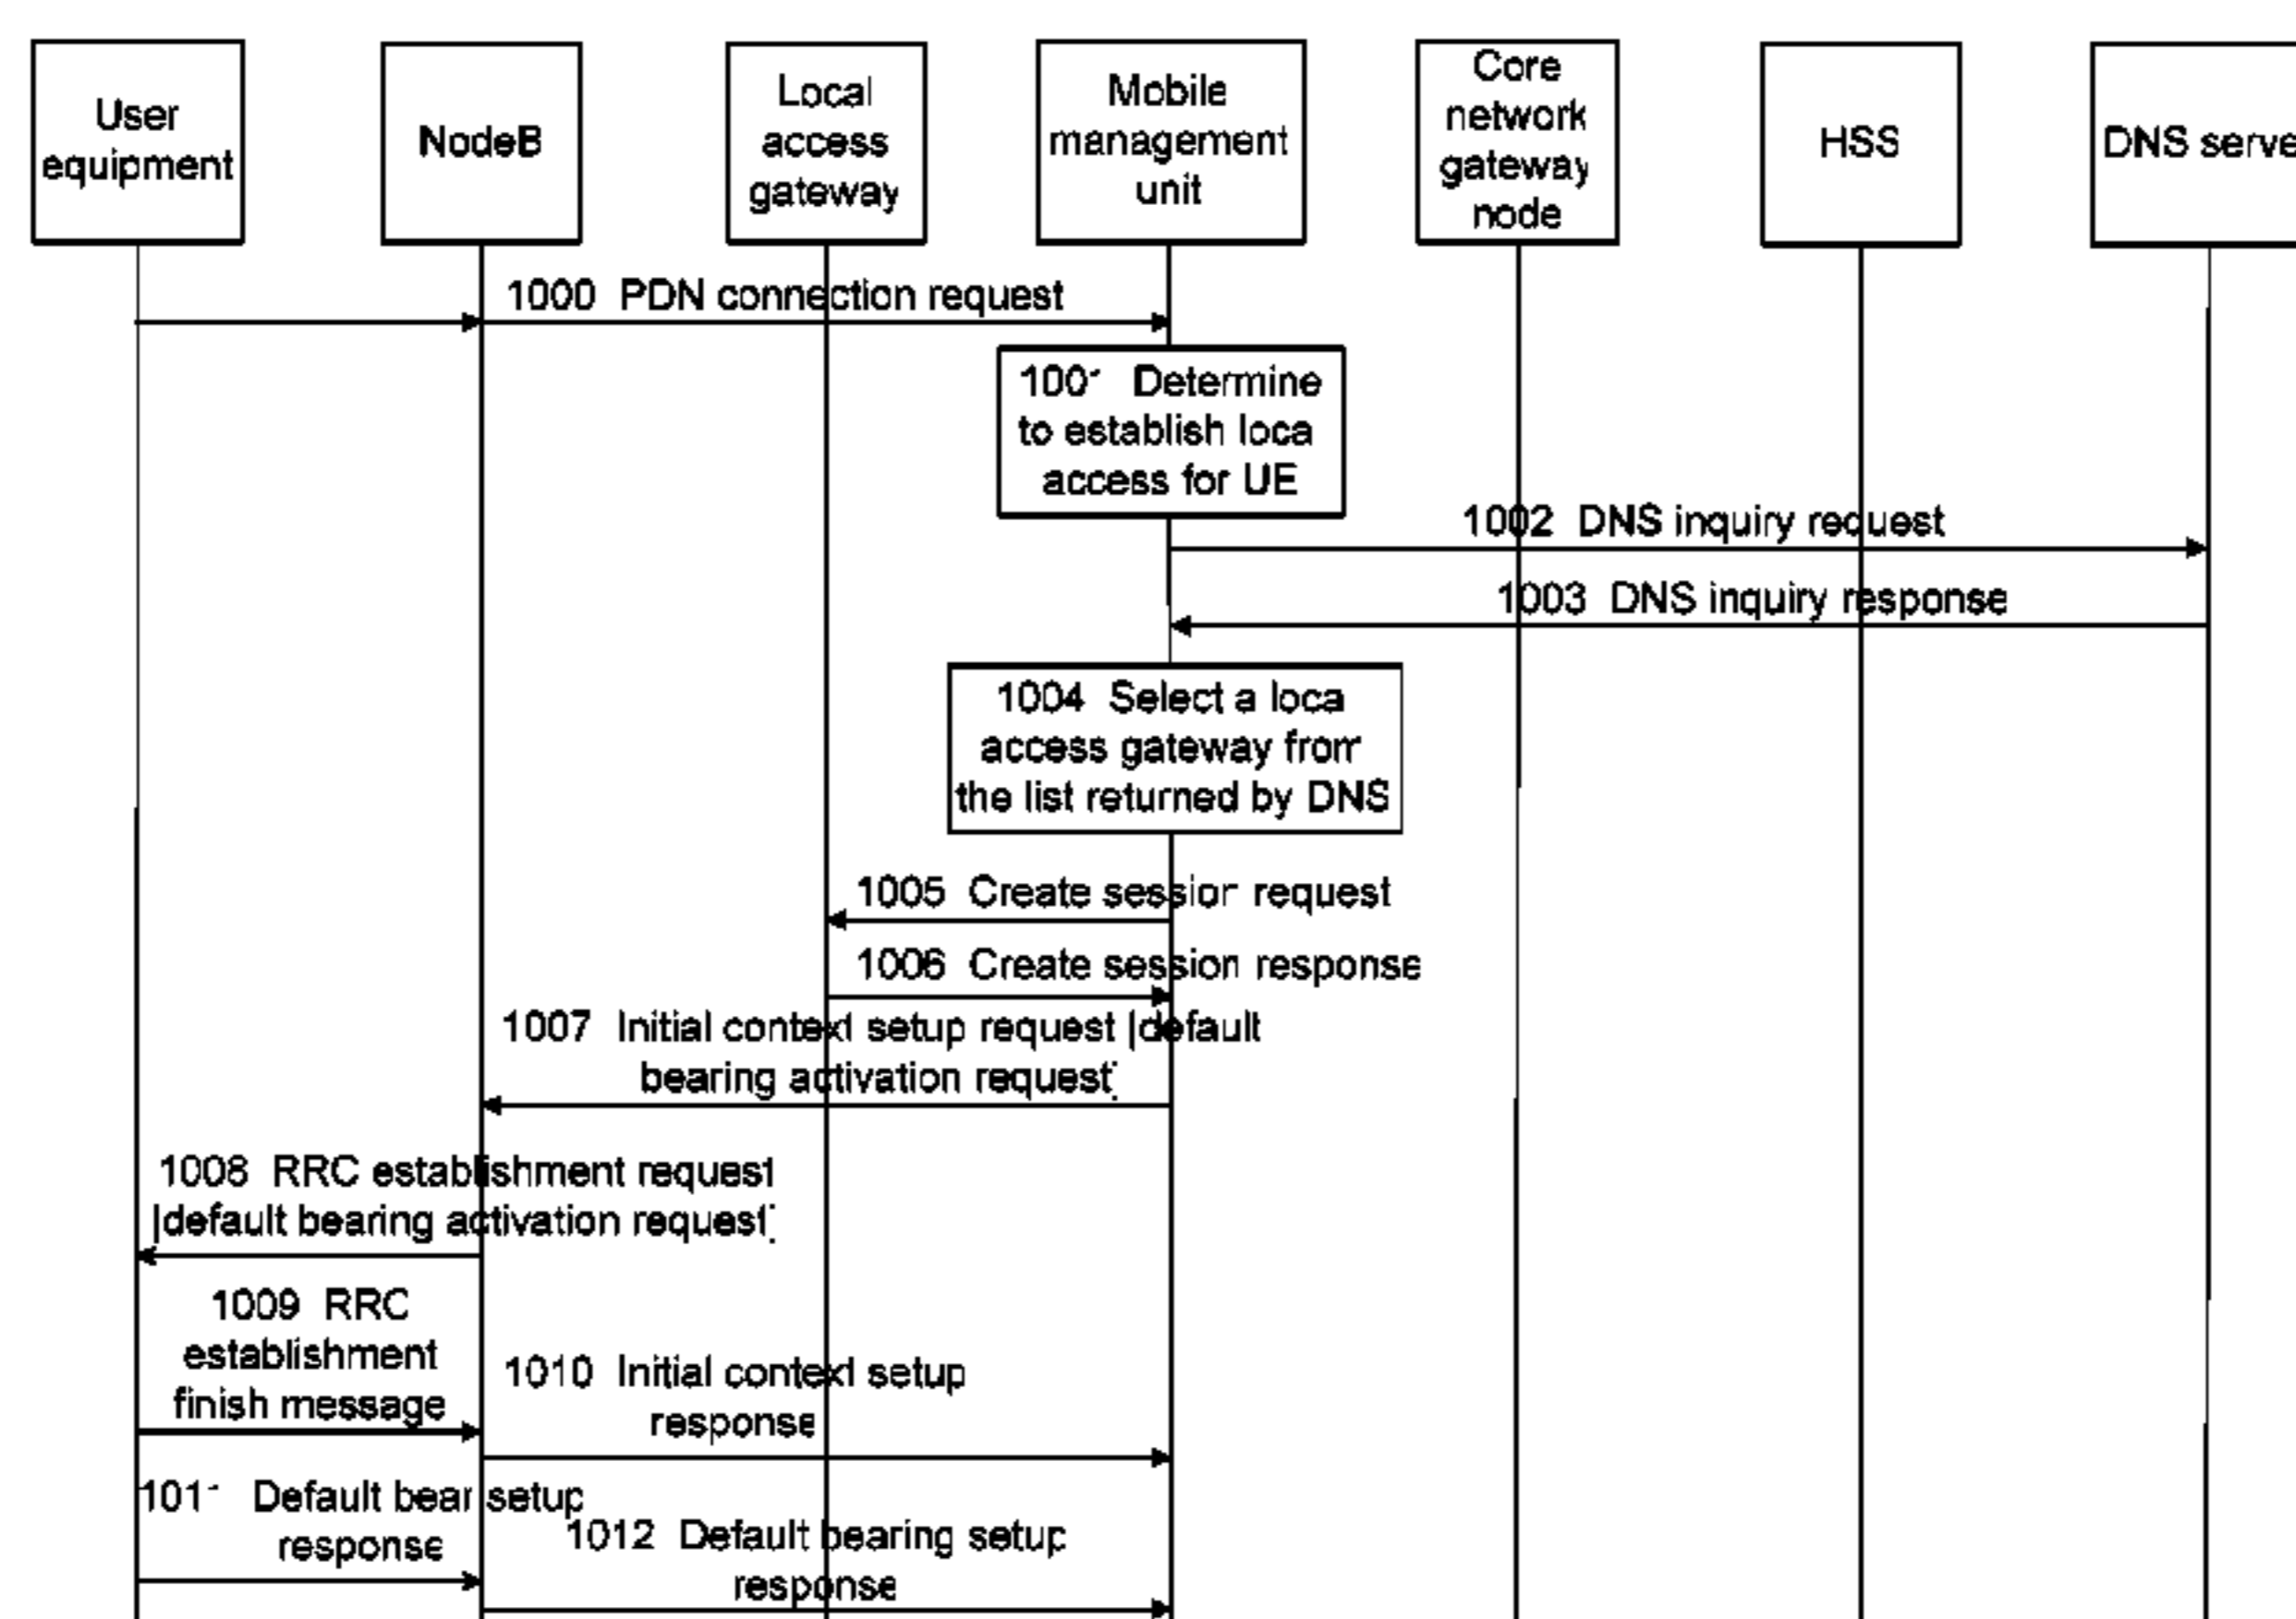 User
equipment
NodeB
Local
access
gateway
Mobile
management
unit
Core
network
gateway
node
HSS
DNS serve
1000 PDN connection request
1001 Determine
to establish loca
access for UE
1002 DNS inquiry request
1003 DNS inquiry response
1004 Select a loca
access gateway from
the list returned by DNS
1005 Create session request
1006 Create session response
1007 Initial context setup request [default
bearing activation request]
1008 RRC establishment request
[default bearing activation request]
1009 RRC
establishment
finish message
1010 Initial context setup
response
1011 Default bear setup
response
1012 Default bearing setup
response